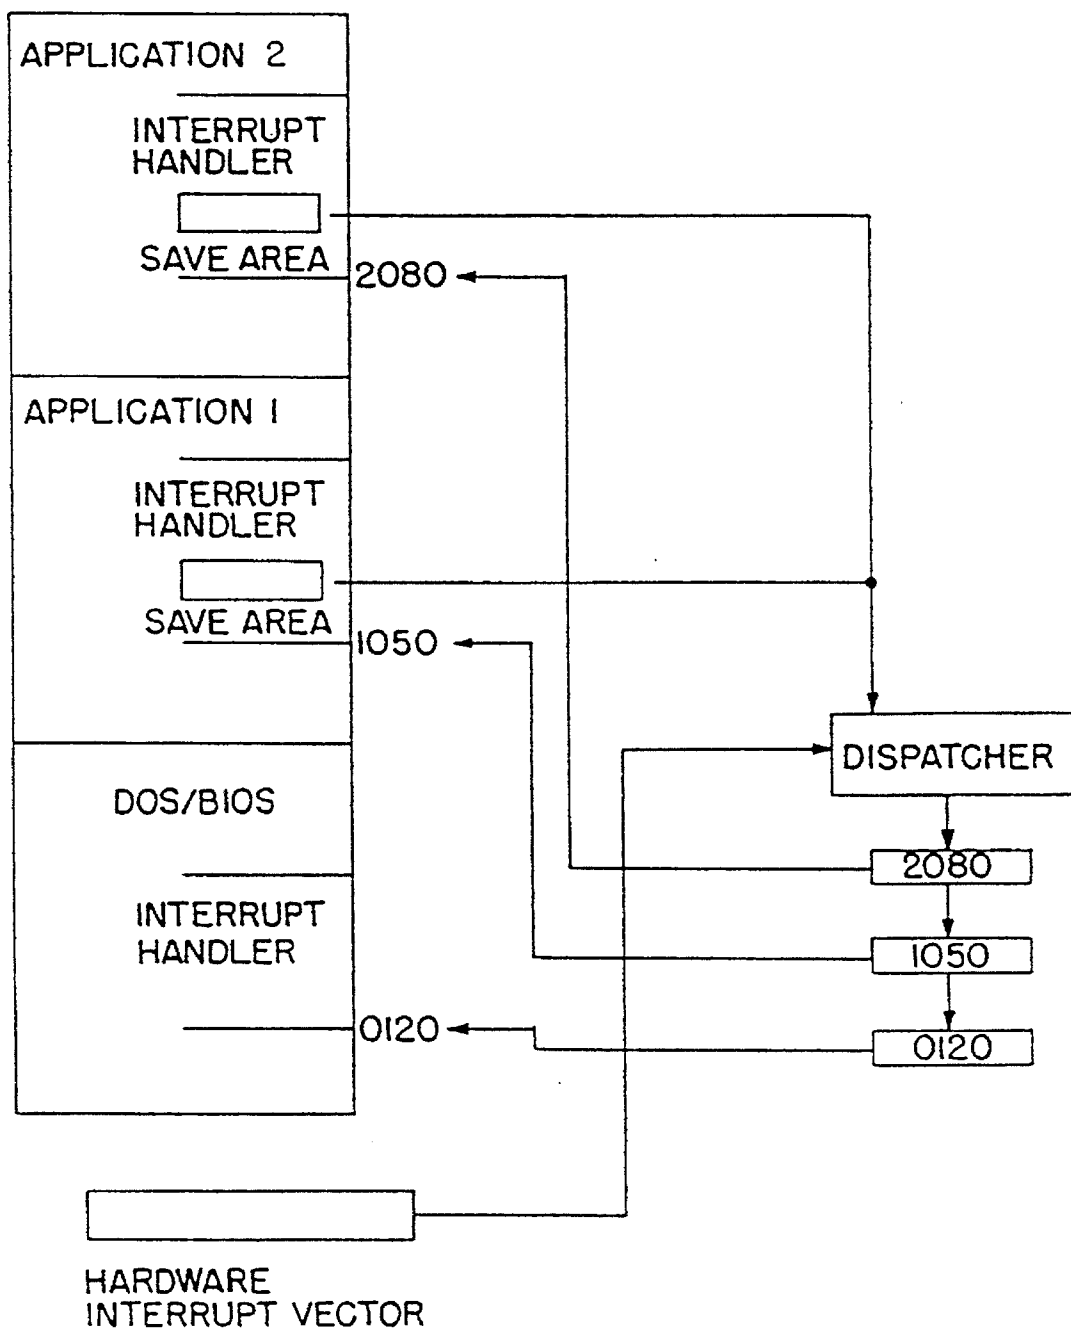 APPLICATION 2
INTERRUPT
HANDLER
SAVE AREA
2080
APPLICATION 1
INTERRUPT
HANDLER
SAVE AREA
1050
DISPATCHER
DOS/BIOS
2080
INTERRUPT
HANDLER
1050
0120
0120
HARDWARE
INTERRUPT VECTOR